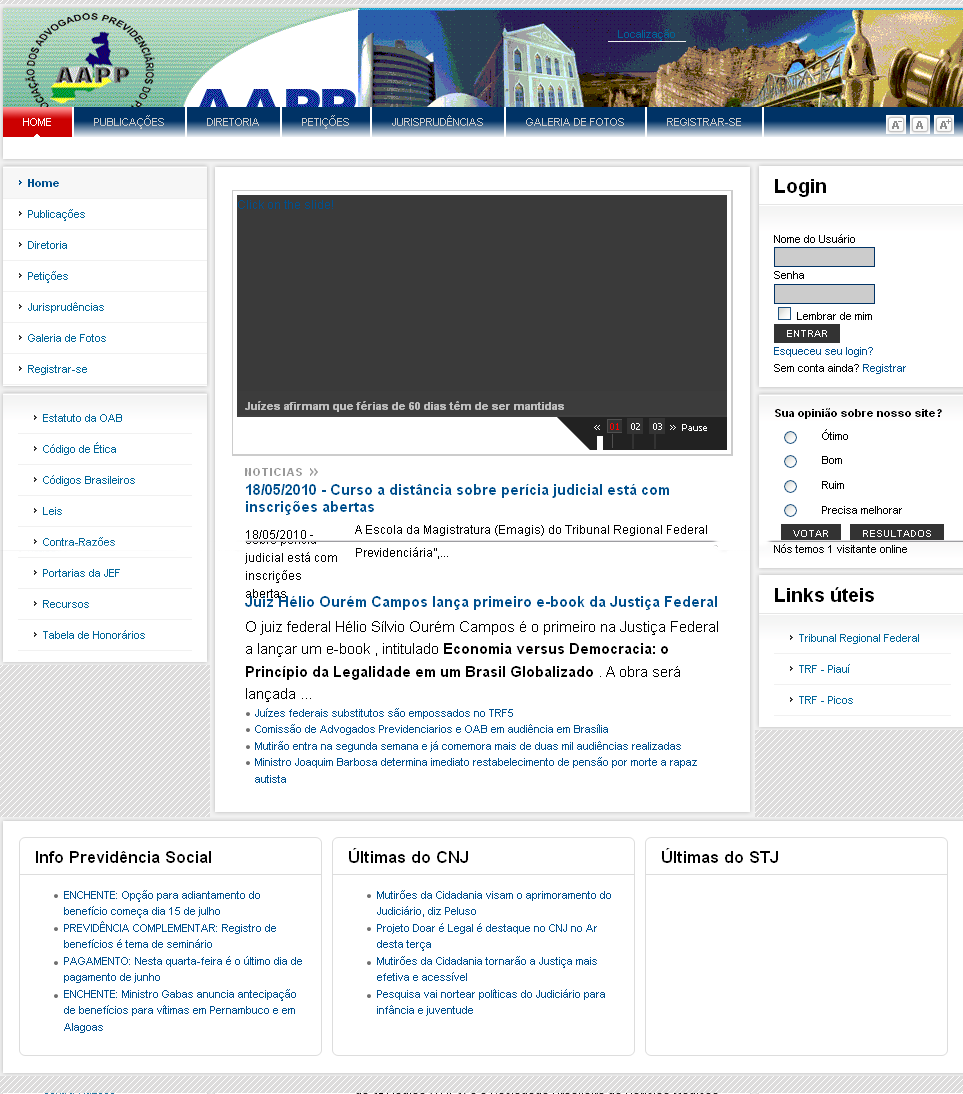 OGAÇÃO DOS ADVOGADOS PREVIDENCIÁRIOS DO
AAPP
AAPP
Localização
HOME
PUBLICAÇÕES
DIRETORIA
PETIÇÕES
JURISPRUDÊNCIAS
GALERIA DE FOTOS
REGISTRAR-SE
A-
A
A+
Home
Publicações
Diretoria
Petições
Jurisprudências
Galeria de Fotos
Registrar-se
Estatuto da OAB
Código de Ética
Códigos Brasileiros
Leis
Contra-Razões
Portarias da JEF
Recursos
Tabela de Honorários
Juízes afirmam que férias de 60 dias têm de ser mantidas
« 01 02 03 » Pause
NOTICIAS »
18/05/2010 - Curso a distância sobre perícia judicial está com
inscrições abertas
18/05/2010 -
sobre perícia
judicial está com
inscrições
abertas
A Escola da Magistratura (Emagis) do Tribunal Regional Federal
Previdenciária",...
Juiz Hélio Ourém Campos lança primeiro e-book da Justiça Federal
O juiz federal Hélio Sílvio Ourém Campos é o primeiro na Justiça Federal
a lançar um e-book , intitulado Economia versus Democracia: o
Princípio da Legalidade em um Brasil Globalizado . A obra será
lançada ...
Juízes federais substitutos são empossados no TRF5
Comissão de Advogados Previdenciarios e OAB em audiência em Brasília
Mutirão entra na segunda semana e já comemora mais de duas mil audiências realizadas
Ministro Joaquim Barbosa determina imediato restabelecimento de pensão por morte a rapaz
autista
Login
Nome do Usuário
Senha
Lembrar de mim
ENTRAR
Esqueceu seu login?
Sem conta ainda? Registrar
Sua opinião sobre nosso site?
Ótimo
Bom
Ruim
Precisa melhorar
VOTAR
RESULTADOS
Nós temos 1 visitante online
Links úteis
Tribunal Regional Federal
TRF - Piauí
TRF - Picos
Info Previdência Social
ENCHENTE: Opção para adiantamento do
benefício começa dia 15 de julho
PREVIDÊNCIA COMPLEMENTAR: Registro de
benefícios é tema de seminário
PAGAMENTO: Nesta quarta-feira é o último dia de
pagamento de junho
ENCHENTE: Ministro Gabas anuncia antecipação
de benefícios para vítimas em Pernambuco e em
Alagoas
Últimas do CNJ
Mutirões da Cidadania visam o aprimoramento do
Judiciário, diz Peluso
Projeto Doar é Legal é destaque no CNJ no Ar
desta terça
Mutirões da Cidadania tornarão a Justiça mais
efetiva e acessível
Pesquisa vai nortear políticas do Judiciário para
infância e juventude
Últimas do STJ